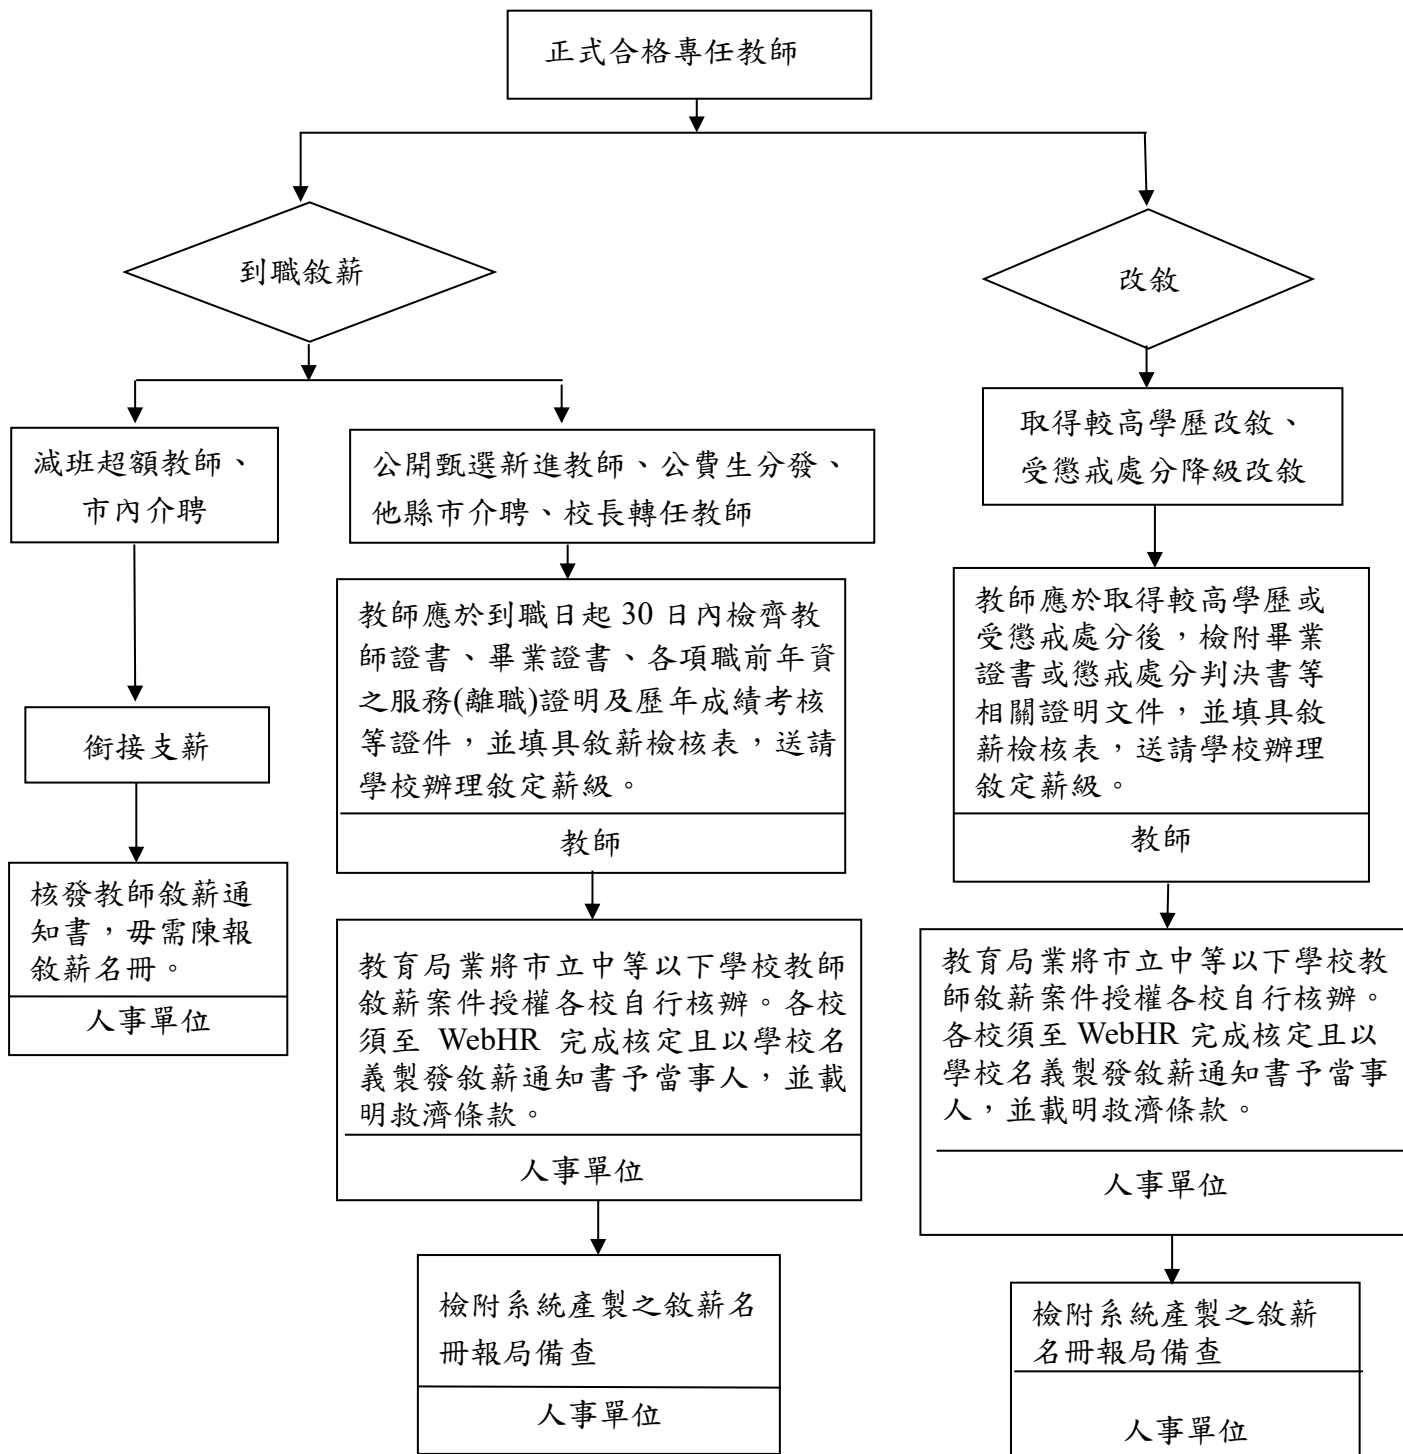 正式合格專任教師
到職敘薪
改敘
減班超額教師、
市內介聘
公開甄選新進教師、公費生分發、
他縣市介聘、校長轉任教師
取得較高學歷改敘、
受懲戒處分降級改敘
銜接支薪
教師應於到職日起 30 日內檢齊教
師證書、畢業證書、各項職前年資
之服務(離職)證明及歷年成績考核
等證件，並填具敘薪檢核表，送請
學校辦理敘定薪級。
教師
教師應於取得較高學歷或
受懲戒處分後，檢附畢業
證書或懲戒處分判決書等
相關證明文件，並填具敘
薪檢核表，送請學校辦理
敘定薪級。
教師
核發教師敘薪通
知書，毋需陳報
敘薪名冊。
人事單位
教育局業將市立中等以下學校教師
敘薪案件授權各校自行核辦。各校
須至 WebHR 完成核定且以學校名
義製發敘薪通知書予當事人，並載
明救濟條款。
人事單位
教育局業將市立中等以下學校教
師敘薪案件授權各校自行核辦。
各校須至 WebHR 完成核定且以
學校名義製發敘薪通知書予當事
人，並載明救濟條款。
人事單位
檢附系統產製之敘薪名
冊報局備查
人事單位
檢附系統產製之敘薪
名冊報局備查
人事單位